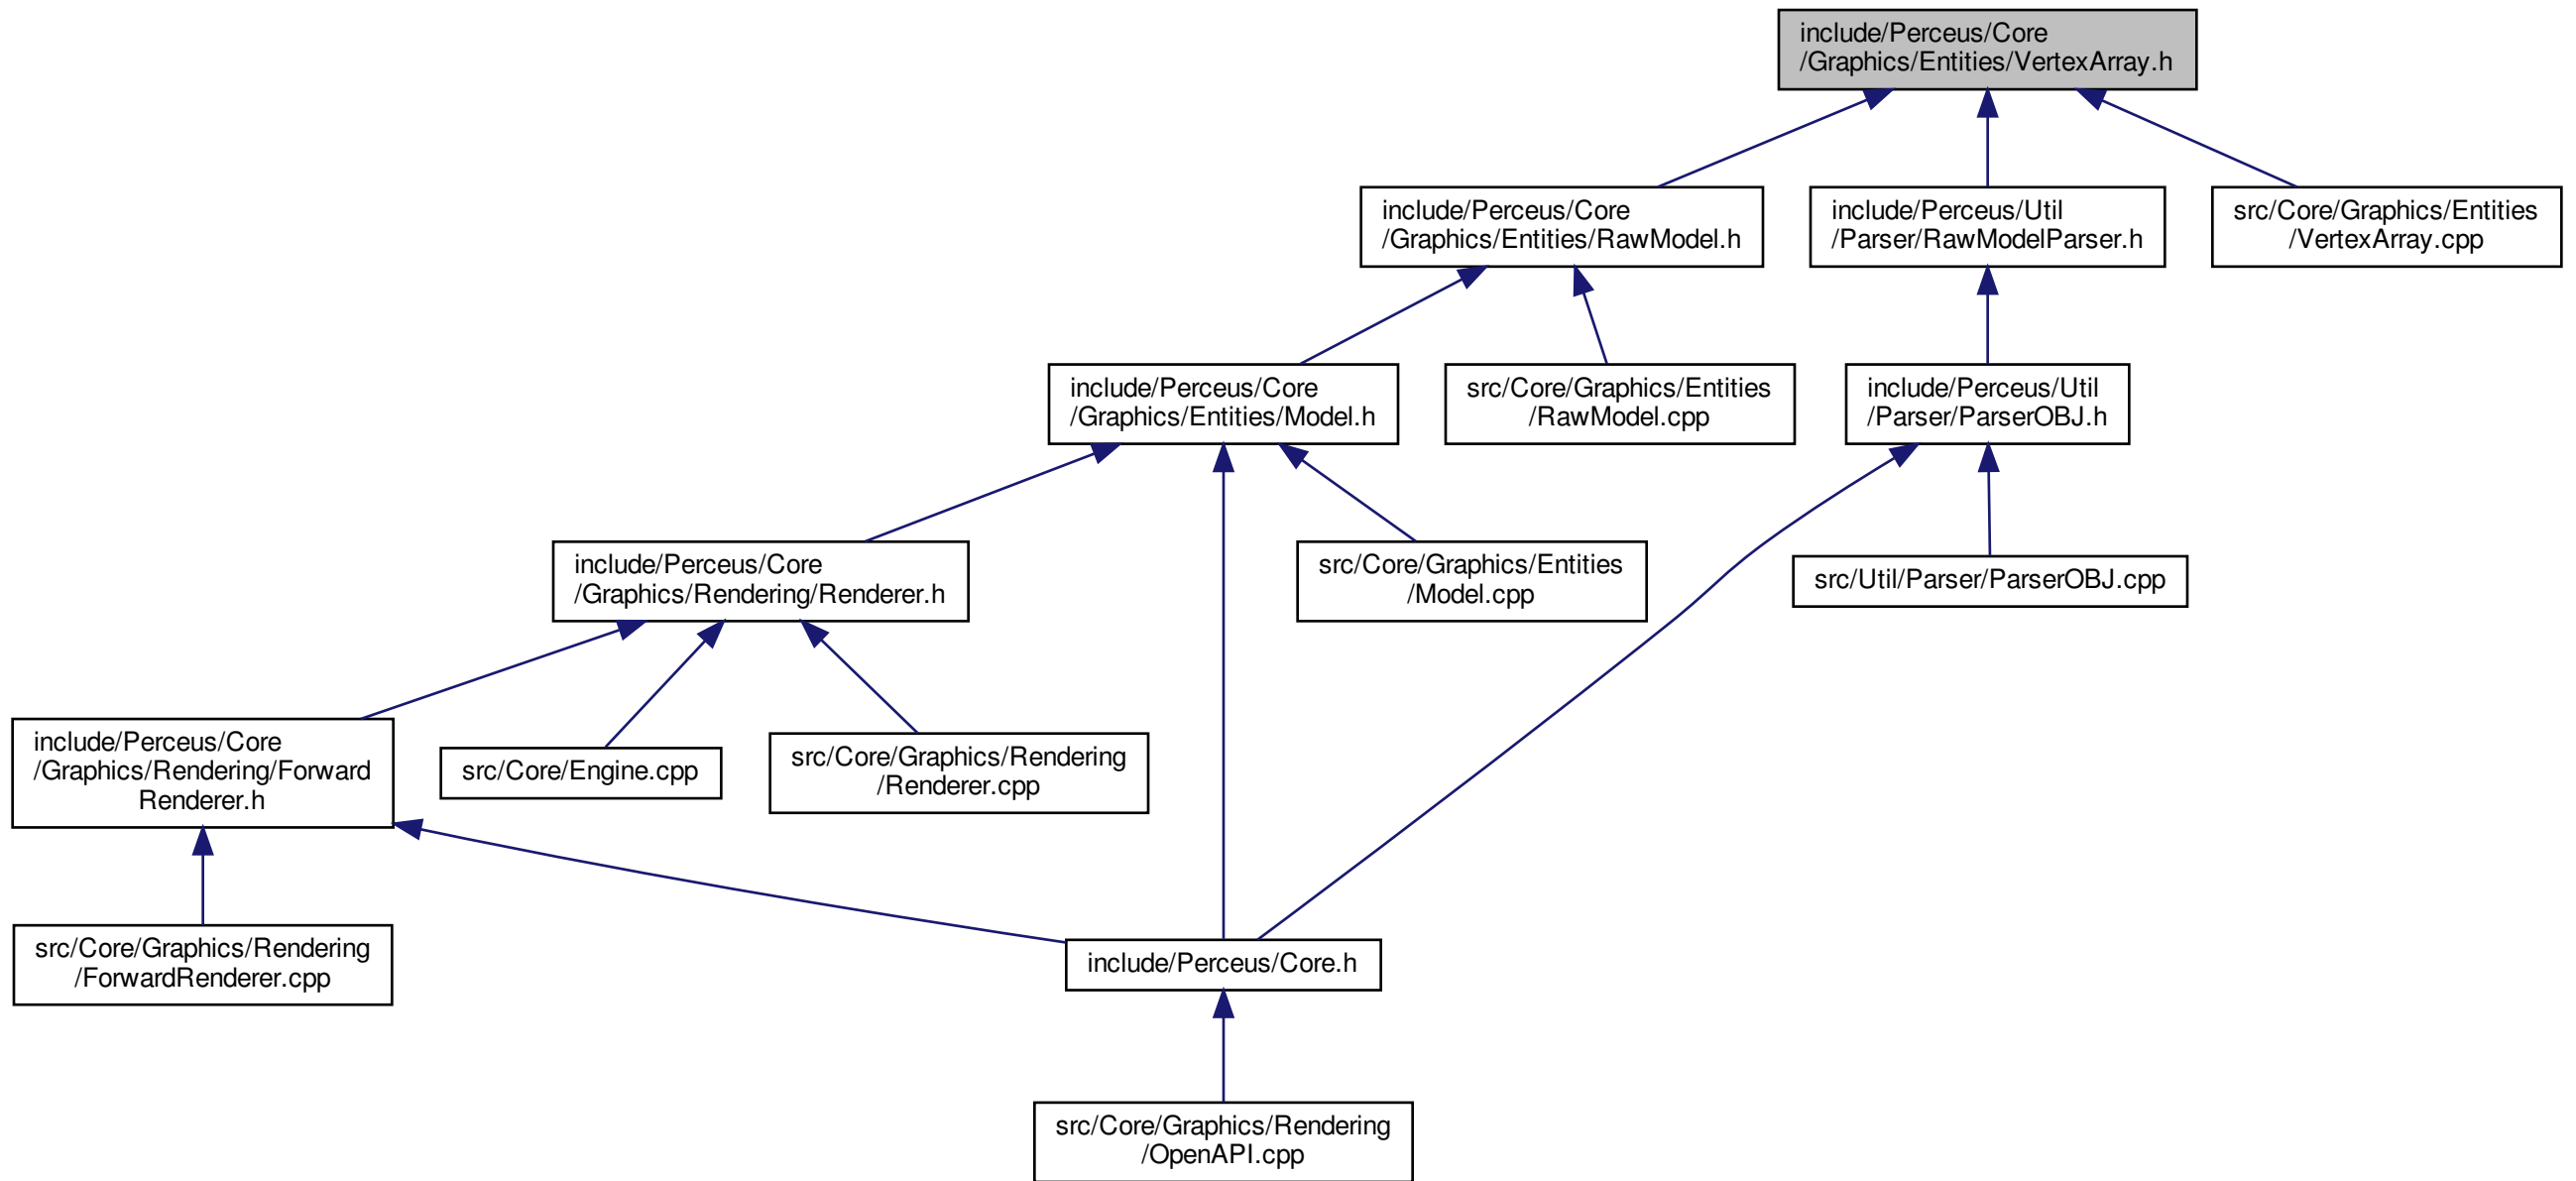 include/Perceus/Core
/Graphics/Entities/VertexArray.h
include/Perceus/Core
/Graphics/Entities/RawModel.h
include/Perceus/Util
/Parser/RawModelParser.h
src/Core/Graphics/Entities
/VertexArray.cpp
include/Perceus/Core
/Graphics/Entities/Model.h
src/Core/Graphics/Entities
/RawModel.cpp
include/Perceus/Util
/Parser/ParserOBJ.h
include/Perceus/Core
/Graphics/Rendering/Renderer.h
src/Core/Graphics/Entities
/Model.cpp
src/Util/Parser/ParserOBJ.cpp
include/Perceus/Core
/Graphics/Rendering/Forward
Renderer.h
src/Core/Engine.cpp
src/Core/Graphics/Rendering
/Renderer.cpp
src/Core/Graphics/Rendering
/ForwardRenderer.cpp
include/Perceus/Core.h
src/Core/Graphics/Rendering
/OpenAPI.cpp